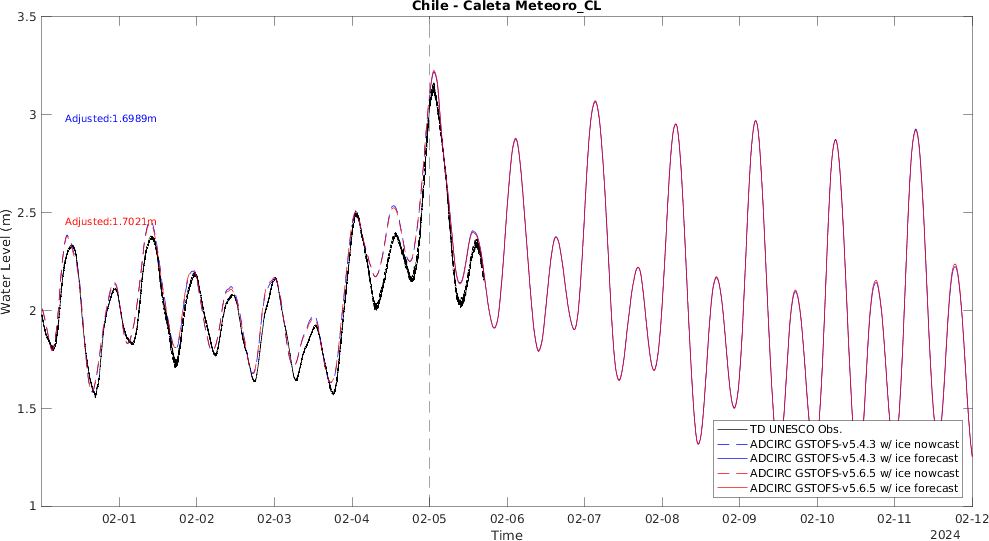 Chile - Caleta Meteoro_CL
3.5
3
2.5
2
1.5
1
Water Level (m)
Adjusted:1.6989m
Adjusted:1.7021m
TD UNESCO Obs.
ADCIRC GSTOFS-v5.4.3 w/ ice nowcast
ADCIRC GSTOFS-v5.4.3 w/ ice forecast
ADCIRC GSTOFS-v5.6.5 w/ ice nowcast
ADCIRC GSTOFS-v5.6.5 w/ ice forecast
02-01 02-02 02-03 02-04 02-05 02-06 02-07 02-08 02-09 02-10 02-11 02-12
Time
2024